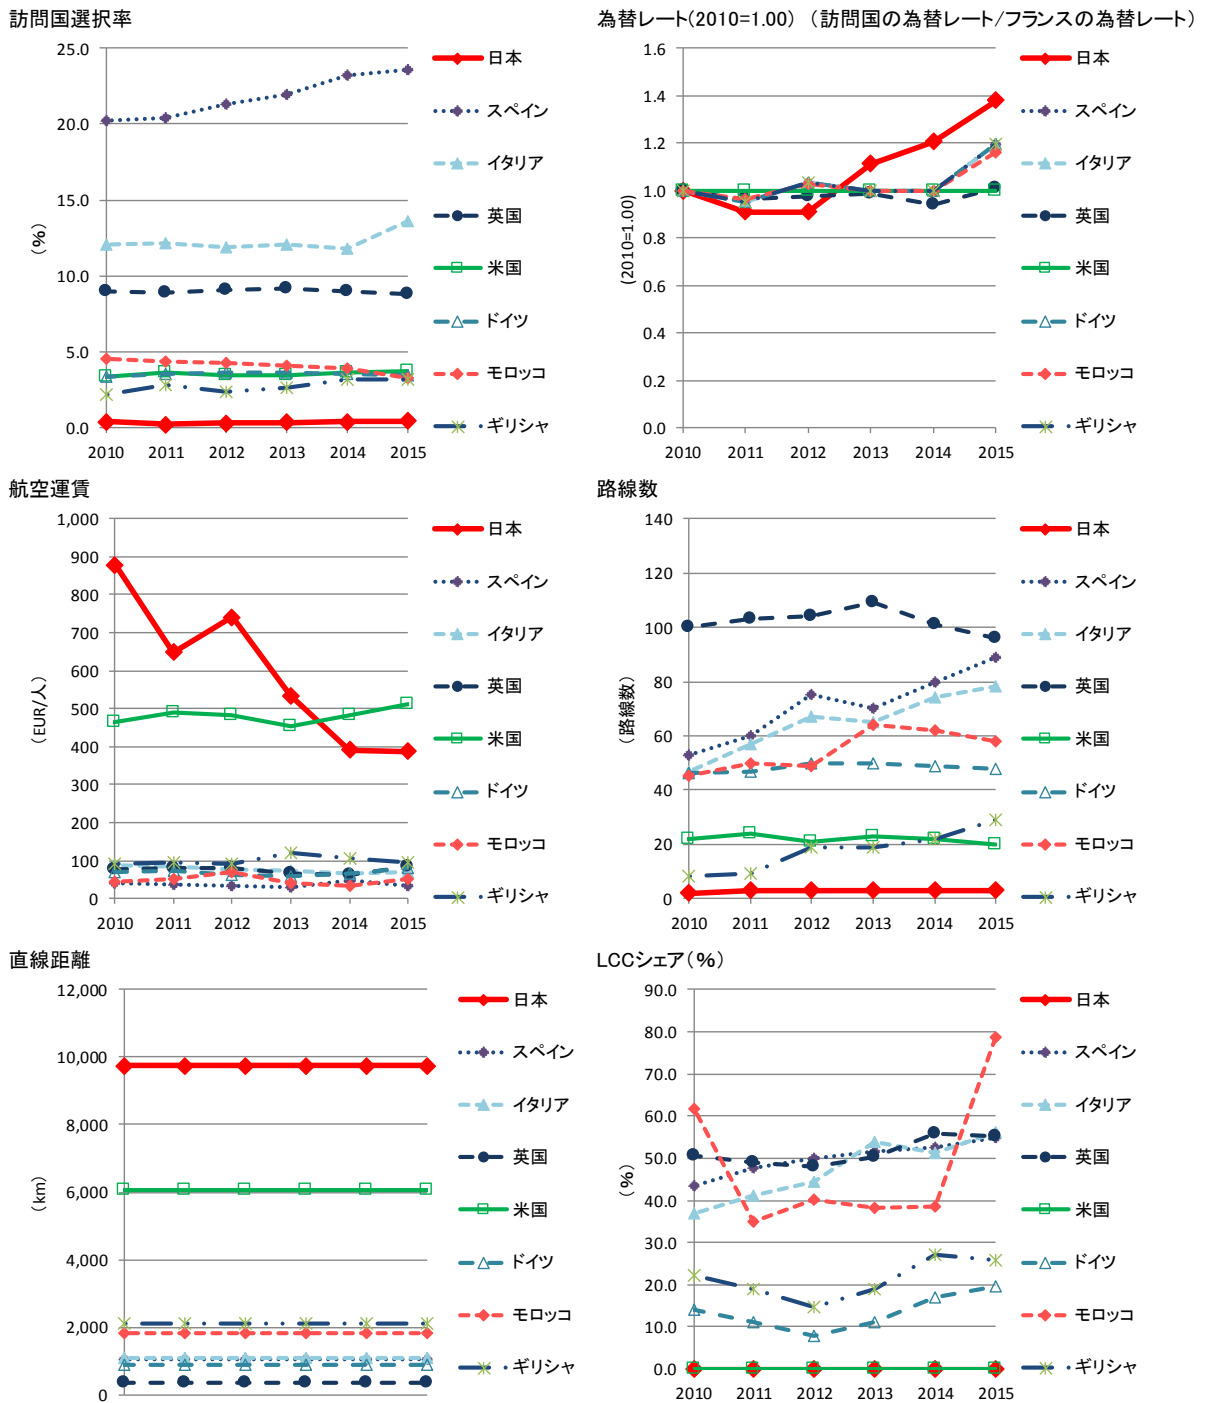 訪問国選択率
25.0
20.0
15.0
10.0
5.0
0.0
(%)
2010 2011 2012 2013 2014 2015
日本
スペイン
イタリア
英国
米国
ドイツ
モロッコ
ギリシャ
為替レート(2010=1.00) (訪問国の為替レート/フランスの為替レート)
1.6
1.4
1.2
1.0
0.8
0.6
0.4
0.2
0.0
(2010=1.00)
2010 2011 2012 2013 2014 2015
日本
スペイン
イタリア
英国
米国
ドイツ
モロッコ
ギリシャ
航空運賃
1,000
900
800
700
600
500
400
300
200
100
0
(EUR/人)
2010 2011 2012 2013 2014 2015
日本
スペイン
イタリア
英国
米国
ドイツ
モロッコ
ギリシャ
路線数
140
120
100
80
60
40
20
0
(路線数)
2010 2011 2012 2013 2014 2015
日本
スペイン
イタリア
英国
米国
ドイツ
モロッコ
ギリシャ
直線距離
12,000
10,000
8,000
6,000
4,000
2,000
0
(km)
日本
スペイン
イタリア
英国
米国
ドイツ
モロッコ
ギリシャ
LCCシェア(%)
90.0
80.0
70.0
60.0
50.0
40.0
30.0
20.0
10.0
0.0
(%)
2010 2011 2012 2013 2014 2015
日本
スペイン
イタリア
英国
米国
ドイツ
モロッコ
ギリシャ